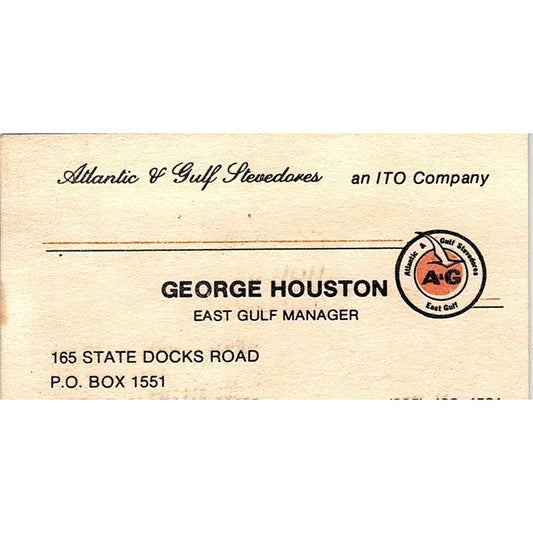 Atlantic & Gulf Stevedores an ITO Company
Atlantic & Gulf Stevedores
A&G
East Gulf
GEORGE HOUSTON
EAST GULF MANAGER
165 STATE DOCKS ROAD
P.O. BOX 1551